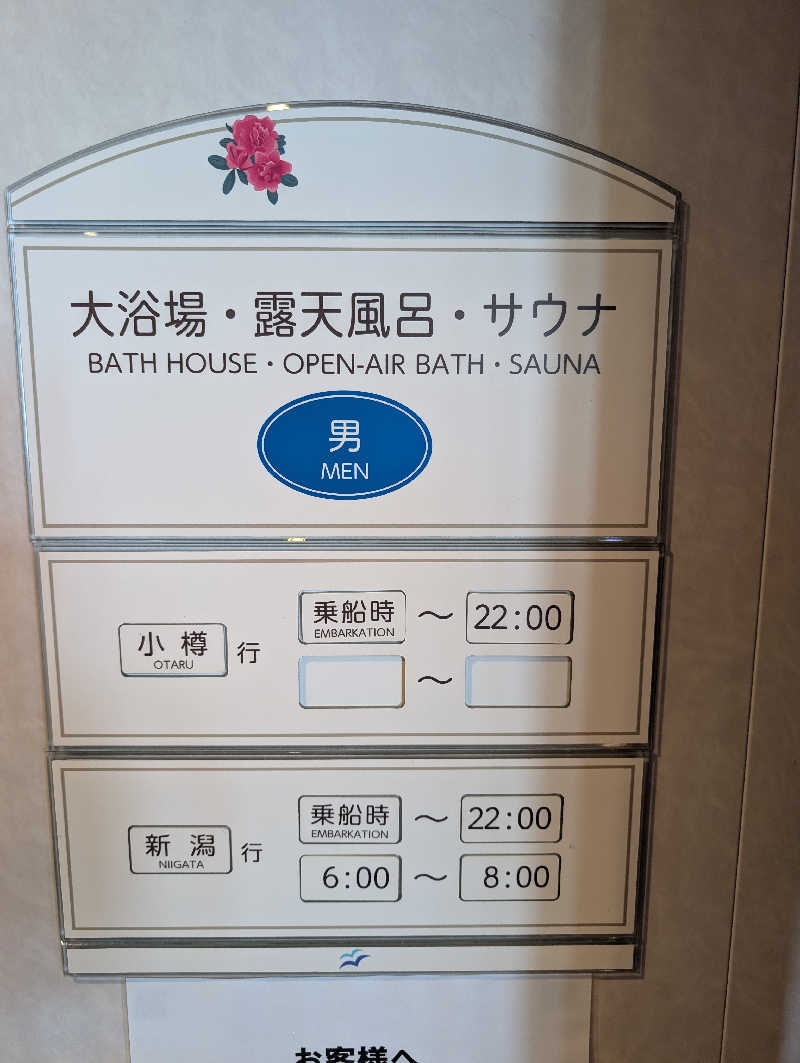 大浴場・露天風呂・サウナ
BATH HOUSE・OPEN-AIR BATH・SAUNA
男
MEN
小樽 行
OTARU
乗船時 ～ 22:00
EMBARKATION
～
新潟 行
NIIGATA
乗船時 ～ 22:00
EMBARKATION
6:00 ～ 8:00
お客様へ